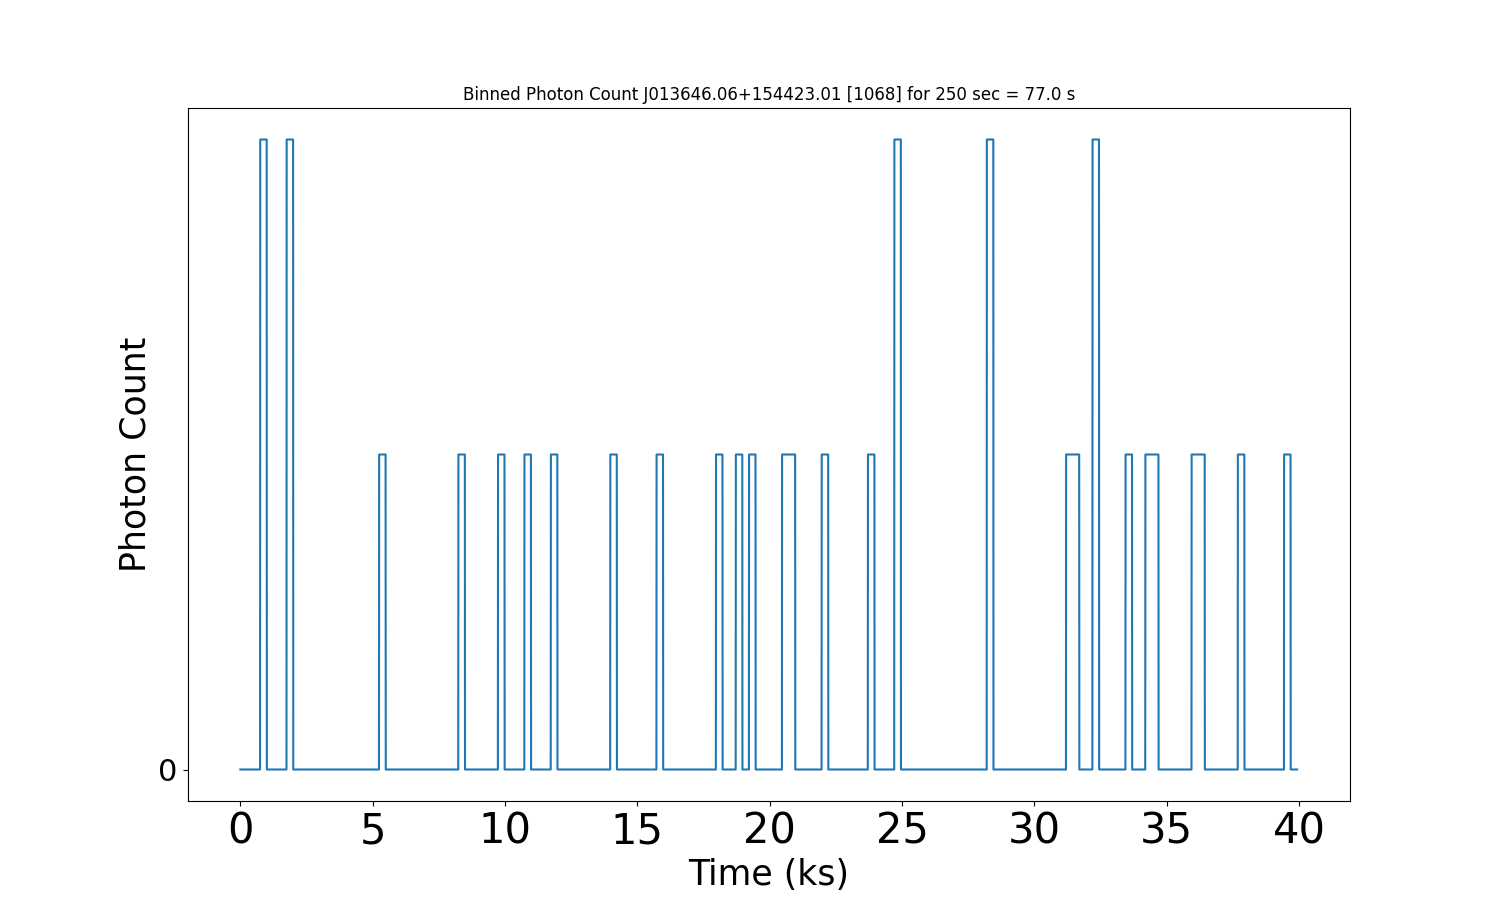 Binned Photon Count J013646.06+154423.01 [1068] for 250 sec = 77.0 s
Photon Count
0
0 5 10 15 20 25 30 35 40
Time (ks)